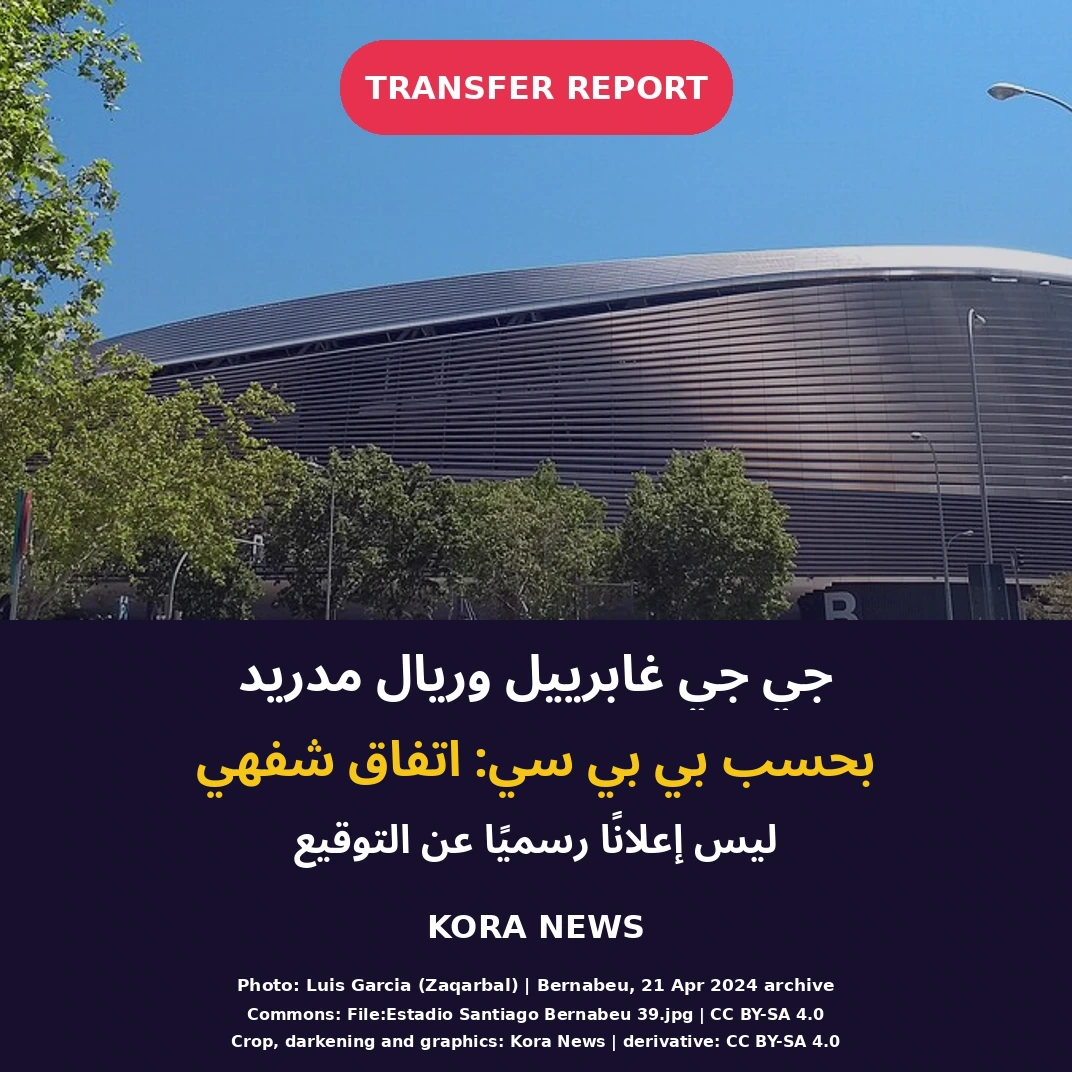 TRANSFER REPORT
B
جي جي غابرييل وريال مدريد
بحسب بي بي سي: اتفاق شفهي
ليس إعلانًا رسميًا عن التوقيع
KORA NEWS
Photo: Luis Garcia (Zaqarbal) | Bernabeu, 21 Apr 2024 archive
Commons: File:Estadio Santiago Bernabeu 39.jpg | CC BY-SA 4.0
Crop, darkening and graphics: Kora News | derivative: CC BY-SA 4.0